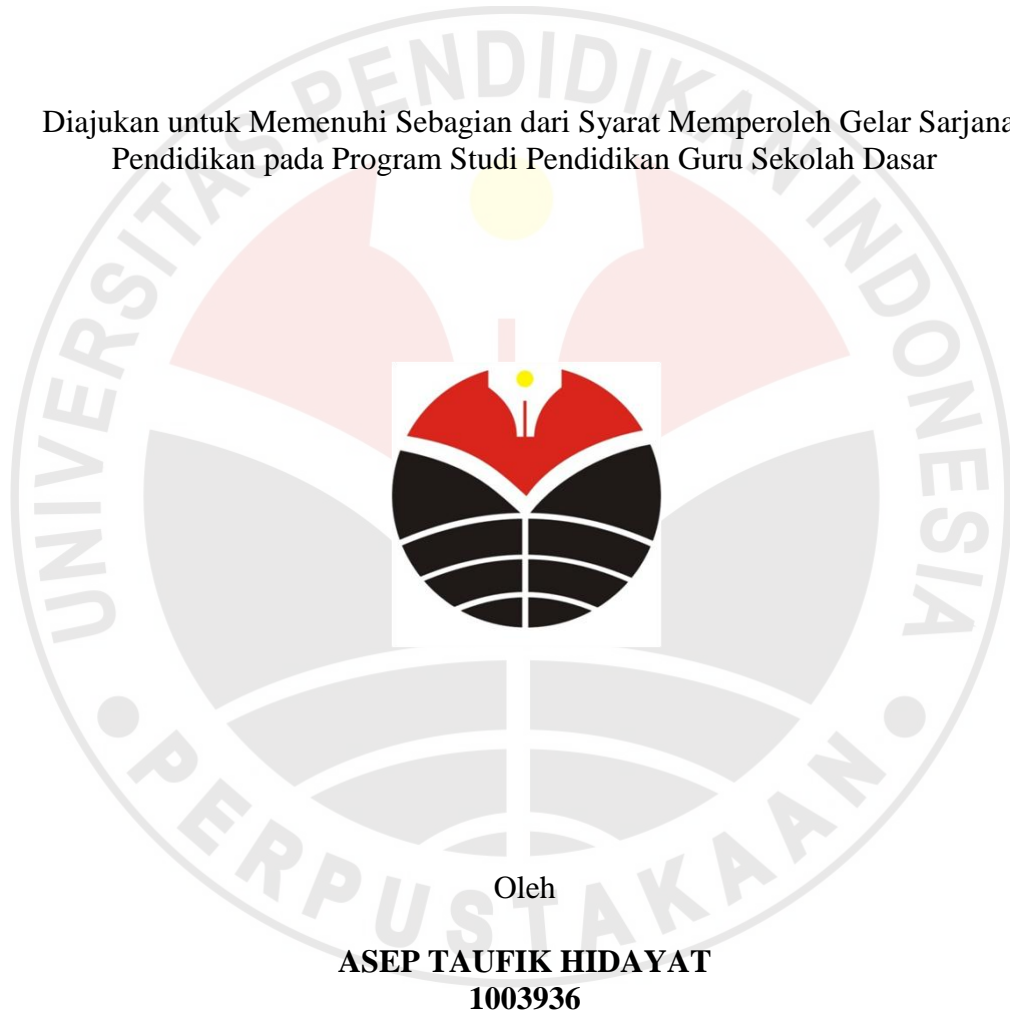 Diajukan untuk Memenuhi Sebagian dari Syarat Memperoleh Gelar Sarjana
Pendidikan pada Program Studi Pendidikan Guru Sekolah Dasar
UNIVERSITAS PENDIDIKAN INDONESIA
PERPUSTAKAAN
Oleh
ASEP TAUFIK HIDAYAT
1003936